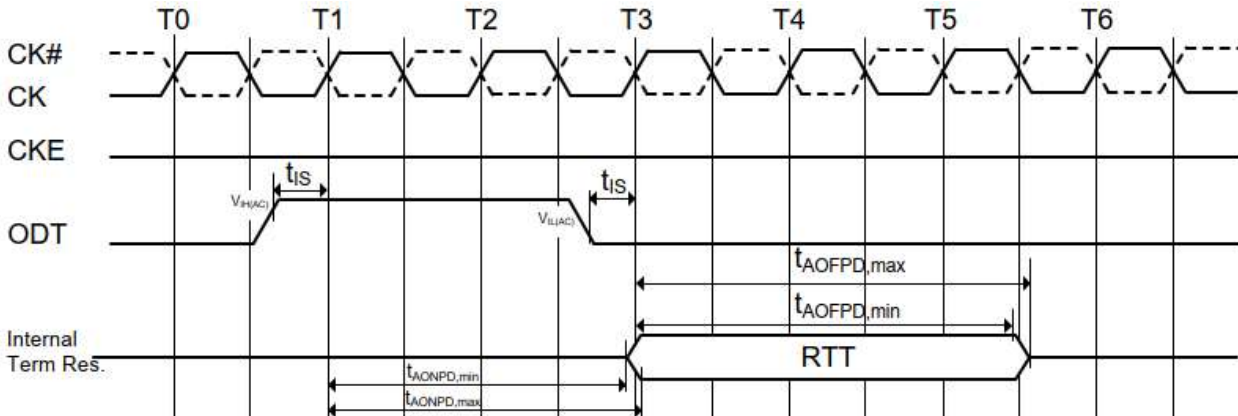 T0 T1 T2 T3 T4 T5 T6
CK#
CK
CKE
tIS
tIS
VIH(AC)
VIL(AC)
ODT
tAOFPD,max
tAOFPD,min
Internal
Term Res.
RTT
tAONPD,min
tAONPD,max